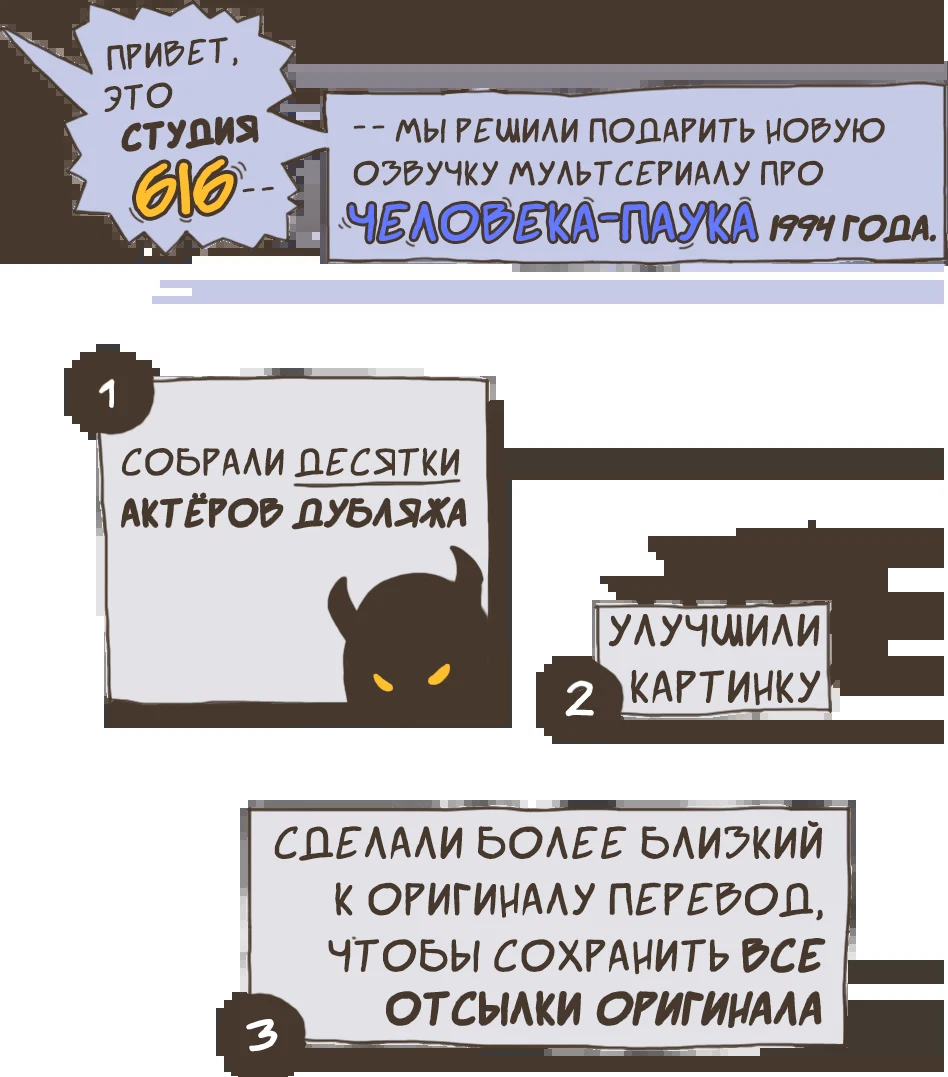 ПРИВЕТ,
ЭТО
СТУДИЯ
616--
-- МЫ РЕШИЛИ ПОДАРИТЬ НОВУЮ
ОЗВУЧКУ МУЛЬТСЕРИАЛУ ПРО
ЧЕЛОВЕКА-ПАУКА 1994 ГОДА.
1
СОБРАЛИ ДЕСЯТКИ
АКТЁРОВ ДУБЛЯЖА
УЛУЧШИЛИ
КАРТИНКУ
2
СДЕЛАЛИ БОЛЕЕ БЛИЗКИЙ
К ОРИГИНАЛУ ПЕРЕВОД,
ЧТОБЫ СОХРАНИТЬ ВСЕ
ОТСЫЛКИ ОРИГИНАЛА
3